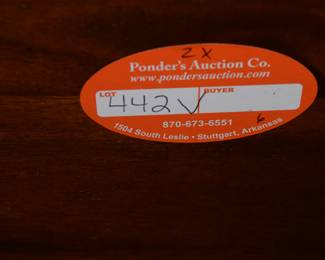 2X
Ponder's Auction Co.
www.pondersauction.com
LOT BUYER
442 √
870-673-6551 6
1504 South Leslie • Stuttgart, Arkansas